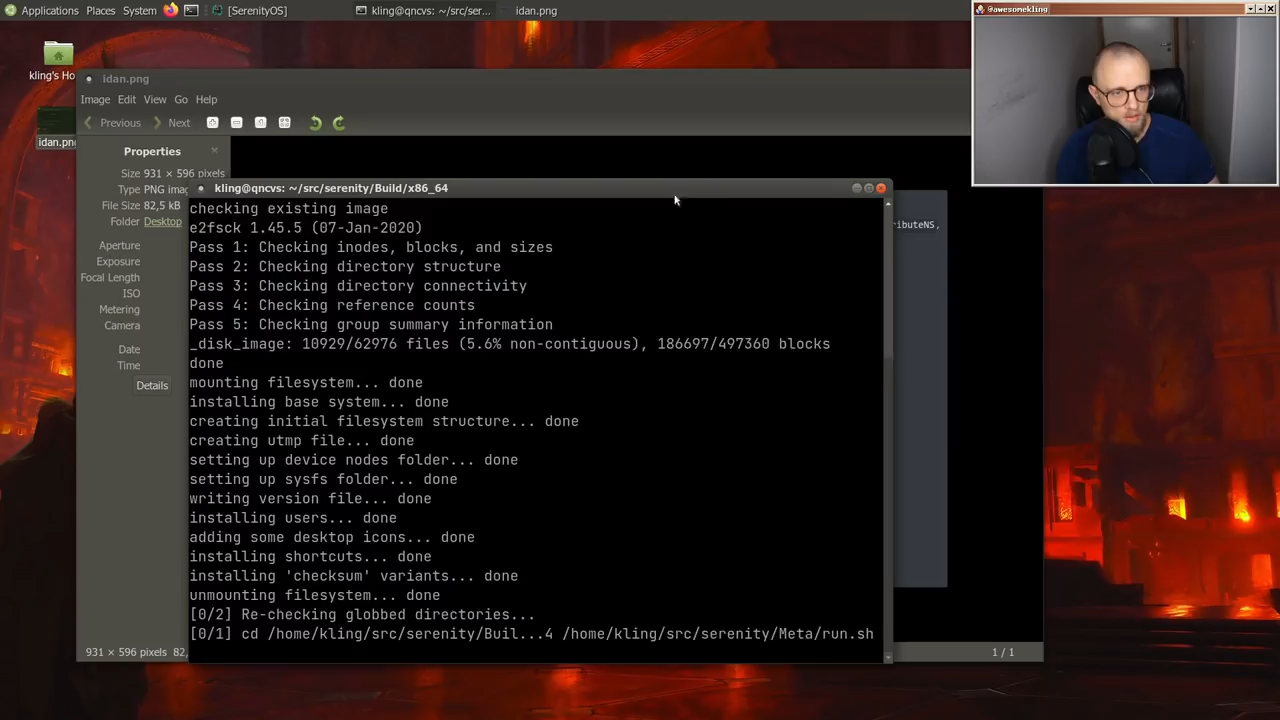 Applications Places System [SerenityOS] kling@qncvs: ~/src/ser... idan.png
@awesomekling
kling's Ho
idan.png
idan.png
Image Edit View Go Help
Previous Next
Properties
Size 931 × 596 pixels
Type PNG imag
File Size 82,5 kB
Folder Desktop
Aperture
Exposure
Focal Length
ISO
Metering
Camera
Date
Time
Details
ributeNS,
kling@qncvs: ~/src/serenity/Build/x86_64
checking existing image
e2fsck 1.45.5 (07-Jan-2020)
Pass 1: Checking inodes, blocks, and sizes
Pass 2: Checking directory structure
Pass 3: Checking directory connectivity
Pass 4: Checking reference counts
Pass 5: Checking group summary information
_disk_image: 10929/62976 files (5.6% non-contiguous), 186697/497360 blocks
done
mounting filesystem... done
installing base system... done
creating initial filesystem structure... done
creating utmp file... done
setting up device nodes folder... done
setting up sysfs folder... done
writing version file... done
installing users... done
adding some desktop icons... done
installing shortcuts... done
installing 'checksum' variants... done
unmounting filesystem... done
[0/2] Re-checking globbed directories...
[0/1] cd /home/kling/src/serenity/Buil...4 /home/kling/src/serenity/Meta/run.sh
931 × 596 pixels 82,
1 / 1